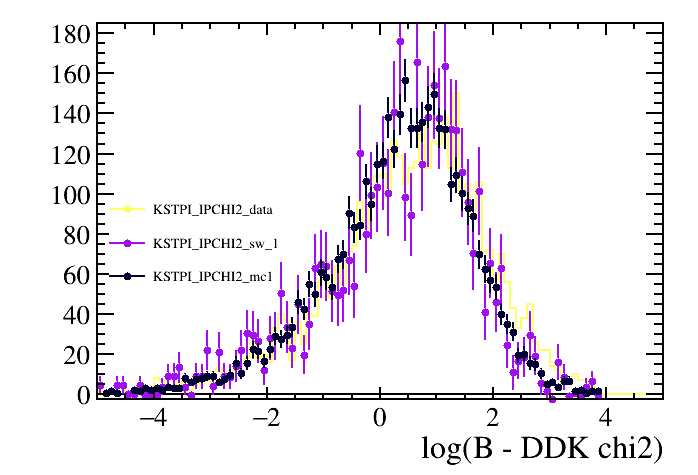 180
160
140
120
100
80
60
40
20
0
KSTPI_IPCHI2_data
KSTPI_IPCHI2_sw_1
KSTPI_IPCHI2_mc1
−4 −2 0 2 4
log(B - DDK chi2)